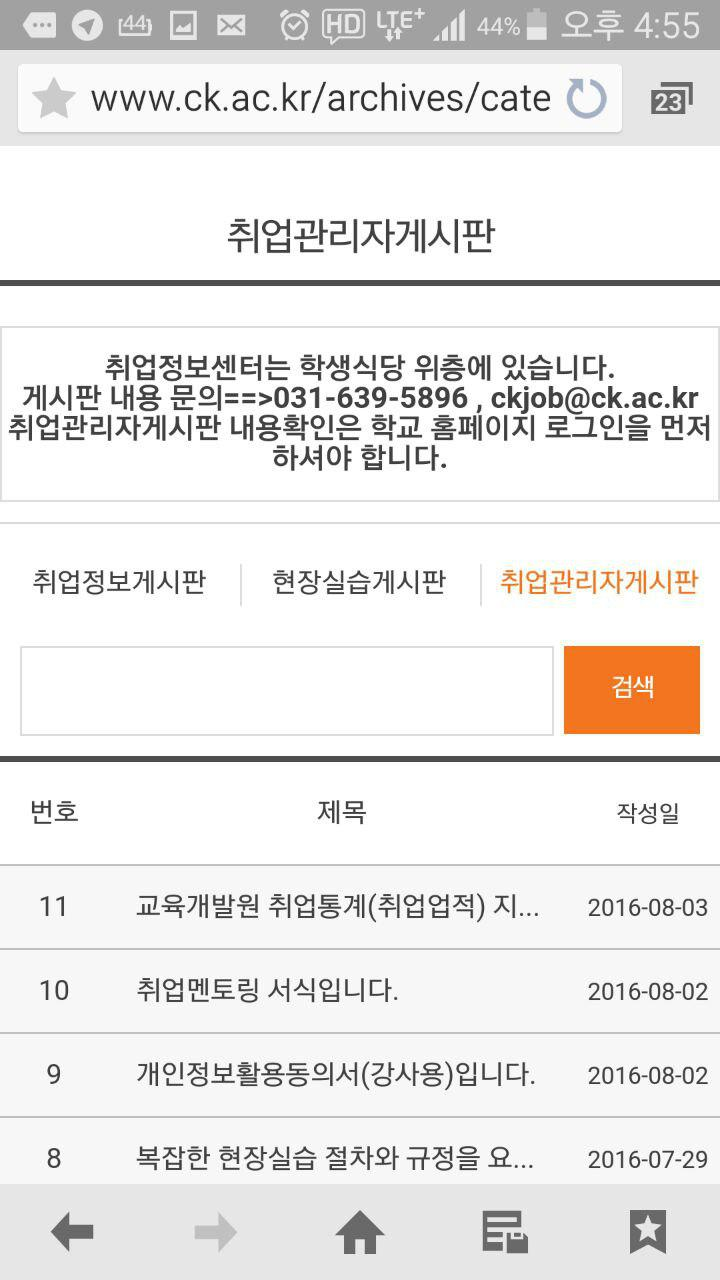 44
HD LTE+ 44% 오후 4:55
www.ck.ac.kr/archives/cate
23
취업관리자게시판
취업정보센터는 학생식당 위층에 있습니다.
게시판 내용 문의==>031-639-5896 , ckjob@ck.ac.kr
취업관리자게시판 내용확인은 학교 홈페이지 로그인을 먼저
하셔야 합니다.
취업정보게시판 현장실습게시판 취업관리자게시판
검색
번호 제목 작성일
11 교육개발원 취업통계(취업업적) 지... 2016-08-03
10 취업멘토링 서식입니다. 2016-08-02
9 개인정보활용동의서(강사용)입니다. 2016-08-02
8 복잡한 현장실습 절차와 규정을 요... 2016-07-29